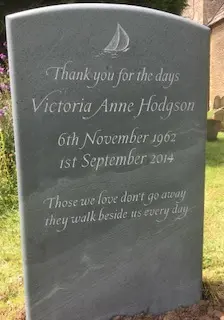 Thank you for the days
Victoria Anne Hodgson
6th November 1962
1st September 2014
Those we love don't go away
they walk beside us every day